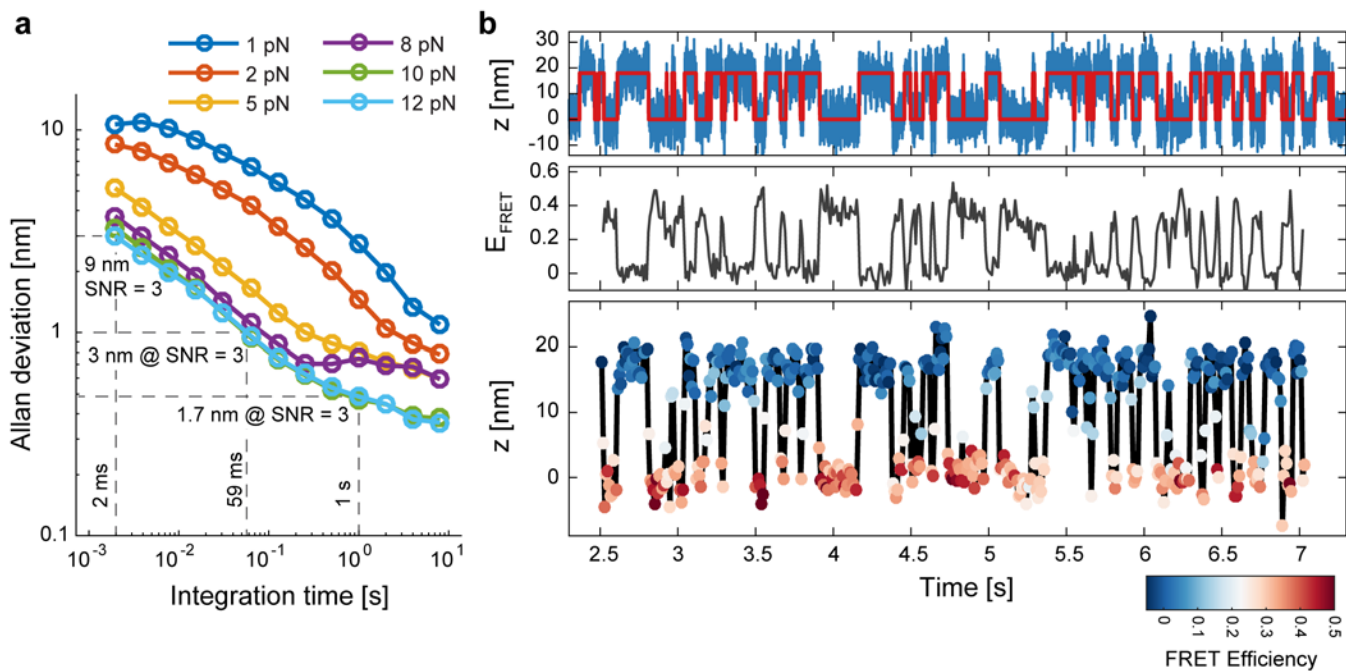 a
1 pN
2 pN
5 pN
8 pN
10 pN
12 pN
Allan deviation [nm]
10
1
0.1
9 nm
SNR = 3
3 nm @ SNR = 3
1.7 nm @ SNR = 3
2 ms
59 ms
1 s
10⁻³
10⁻²
10⁻¹
10⁰
10¹
Integration time [s]
b
z [nm]
30
20
10
0
-10
E_FRET
0.6
0.4
0.2
0
z [nm]
20
10
0
2.5 3 3.5 4 4.5 5 5.5 6 6.5 7
Time [s]
0 0.1 0.2 0.3 0.4 0.5
FRET Efficiency